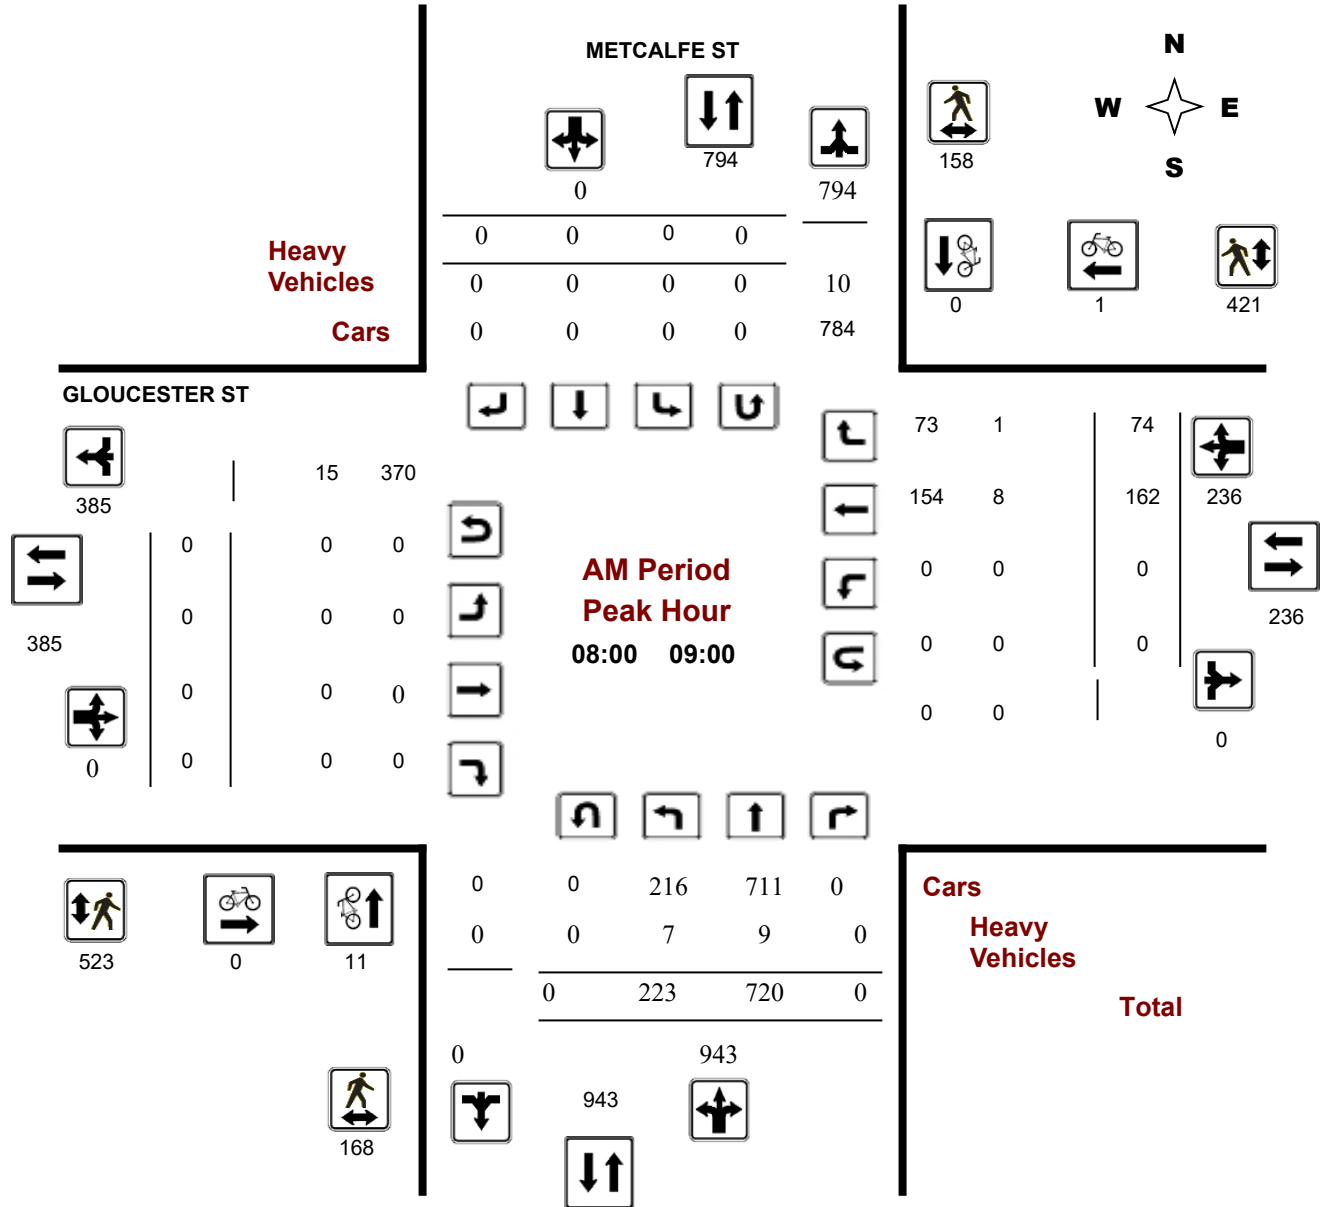 METCALFE ST
N
W E
S
794
158
0 794
0 0 0 0
Heavy
Vehicles
0 0 0 0 10
Cars
0 0 0 0 784
0 1 421
GLOUCESTER ST
385
15 370
73 1 74
154 8 162 236
0 0 0
0 0 0
385
0 0 0
0 0 0
236
0 0 0
0 0 0
0 0
0
0
AM Period
Peak Hour
08:00 09:00
523 0 11
168
0 0 216 711 0
0 0 7 9 0
0 223 720 0
0 943
943
Cars
Heavy
Vehicles
Total